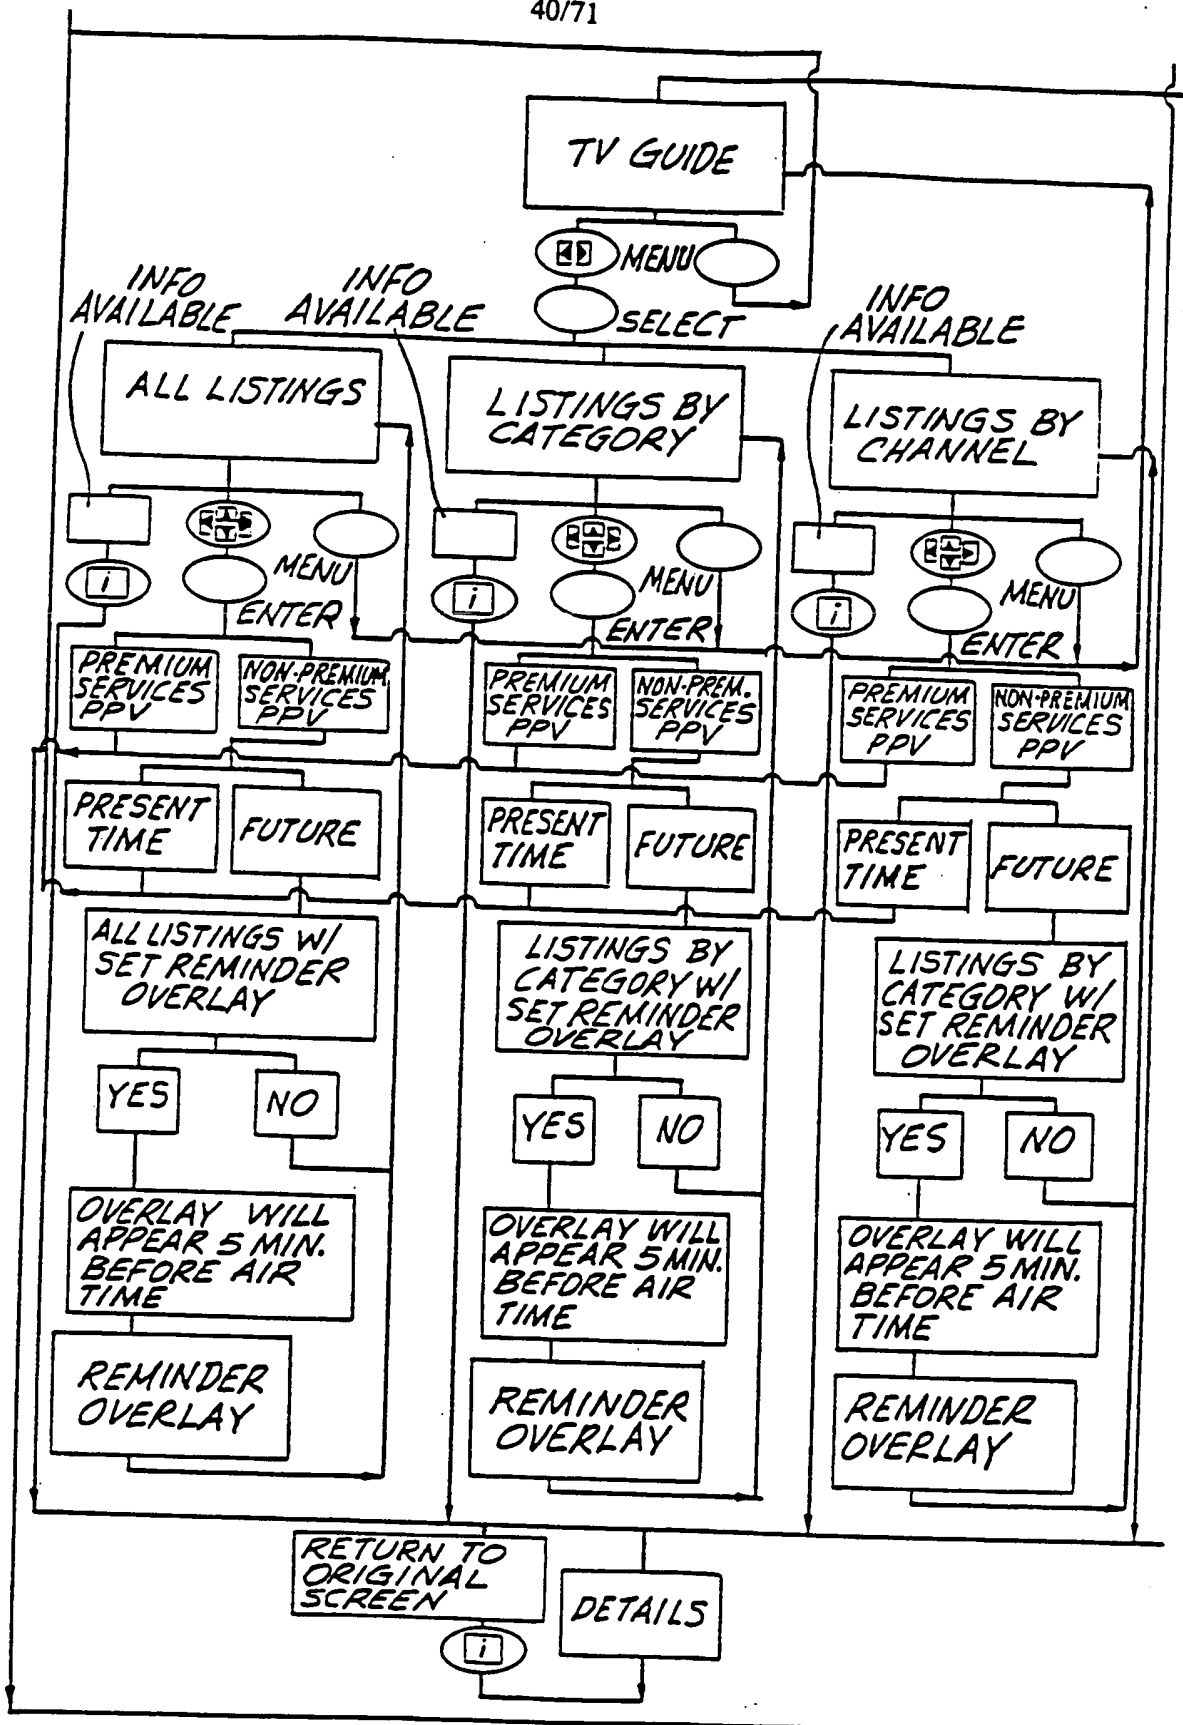 40/71
TV GUIDE
MENU
SELECT
INFO
AVAILABLE
INFO
AVAILABLE
INFO
AVAILABLE
ALL LISTINGS
LISTINGS BY
CATEGORY
LISTINGS BY
CHANNEL
i
MENU
ENTER
i
MENU
ENTER
i
MENU
ENTER
PREMIUM
SERVICES
PPV
NON-PREMIUM
SERVICES
PPV
PREMIUM
SERVICES
PPV
NON-PREM.
SERVICES
PPV
PREMIUM
SERVICES
PPV
NON-PREMIUM
SERVICES
PPV
PRESENT
TIME
FUTURE
PRESENT
TIME
FUTURE
PRESENT
TIME
FUTURE
ALL LISTINGS W/
SET REMINDER
OVERLAY
LISTINGS BY
CATEGORY W/
SET REMINDER
OVERLAY
LISTINGS BY
CATEGORY W/
SET REMINDER
OVERLAY
YES
NO
YES
NO
YES
NO
OVERLAY WILL
APPEAR 5 MIN.
BEFORE AIR
TIME
OVERLAY WILL
APPEAR 5 MIN.
BEFORE AIR
TIME
OVERLAY WILL
APPEAR 5 MIN.
BEFORE AIR
TIME
REMINDER
OVERLAY
REMINDER
OVERLAY
REMINDER
OVERLAY
RETURN TO
ORIGINAL
SCREEN
DETAILS
i